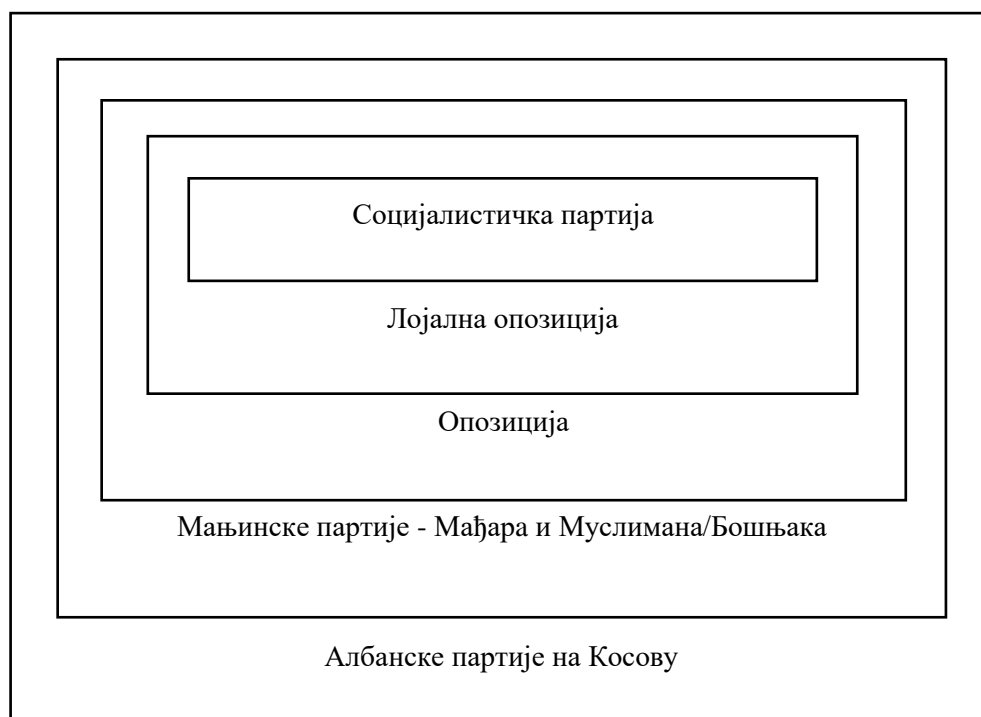 Социјалистичка партија
Лојална опозиција
Опозиција
Мањинске партије - Мађара и Муслимана/Бошњака
Албанске партије на Косову